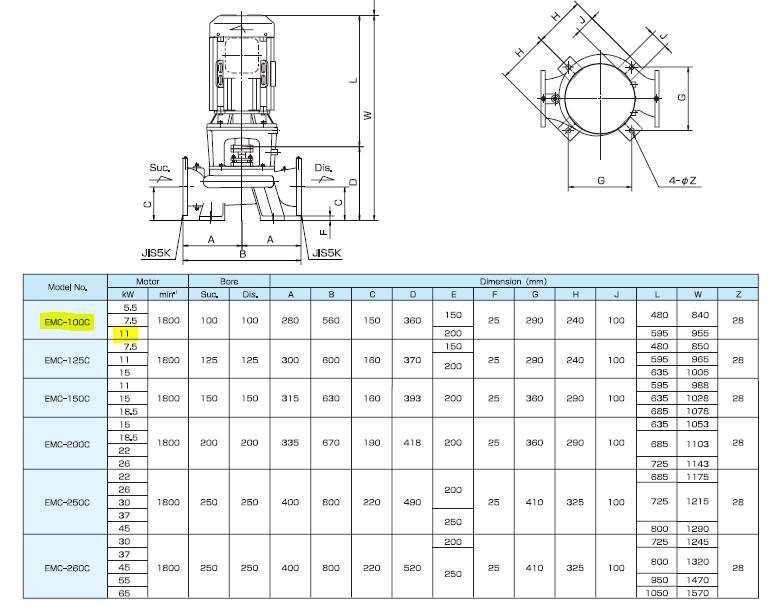 H J
H J
L W
G
Suc. Dis.
D
C C
F
G 4-φZ
A A
JIS5K B JIS5K
Model No. Motor Bore Dimension (mm)
kW min⁻¹ Suc. Dis. A B C D E F G H J L W Z
EMC-100C 5.5 7.5 11 1800 100 100 280 560 150 360 150 200 25 290 240 100 480 840 595 955 28
EMC-125C 7.5 11 15 1800 125 125 300 600 160 370 150 200 25 290 240 100 480 850 595 965 635 1005 28
EMC-150C 11 15 18.5 1800 150 150 315 630 160 393 200 25 360 290 100 595 988 635 1028 685 1078 28
EMC-200C 15 18.5 22 26 1800 200 200 335 670 190 418 200 25 360 290 100 635 1053 685 1103 725 1143 28
EMC-250C 22 26 30 37 45 1800 250 250 400 800 220 490 200 250 25 410 325 100 685 1175 725 1215 800 1290 28
EMC-260C 30 37 45 55 65 1800 250 250 400 800 220 520 200 250 25 410 325 100 725 1245 800 1320 950 1470 1050 1570 28